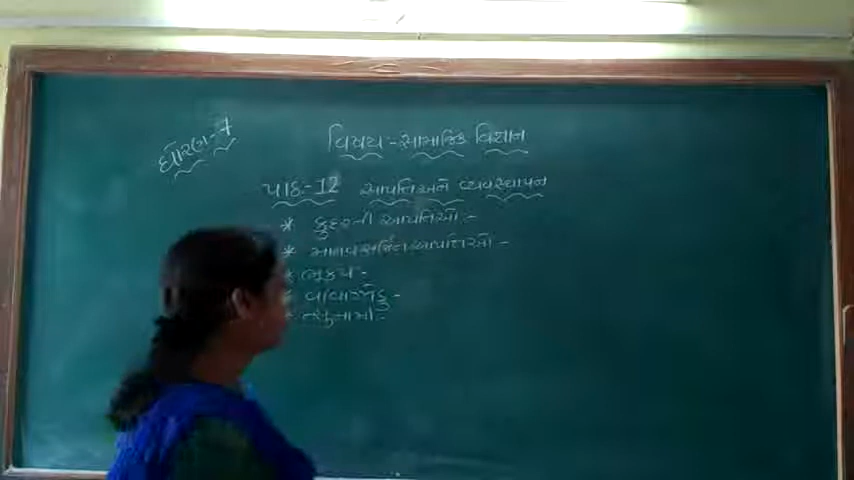 ધોરણ-7
વિષય:-સામાજિક વિજ્ઞાન
પાઠ:-12 આપત્તિ અને વ્યવસ્થાપન
* કુદરતી આપત્તિઓ:-
* માનવસર્જિત આપત્તિઓ -
* ભૂકંપ -
* વાવાઝોડુ -
* ત્સુનામી -